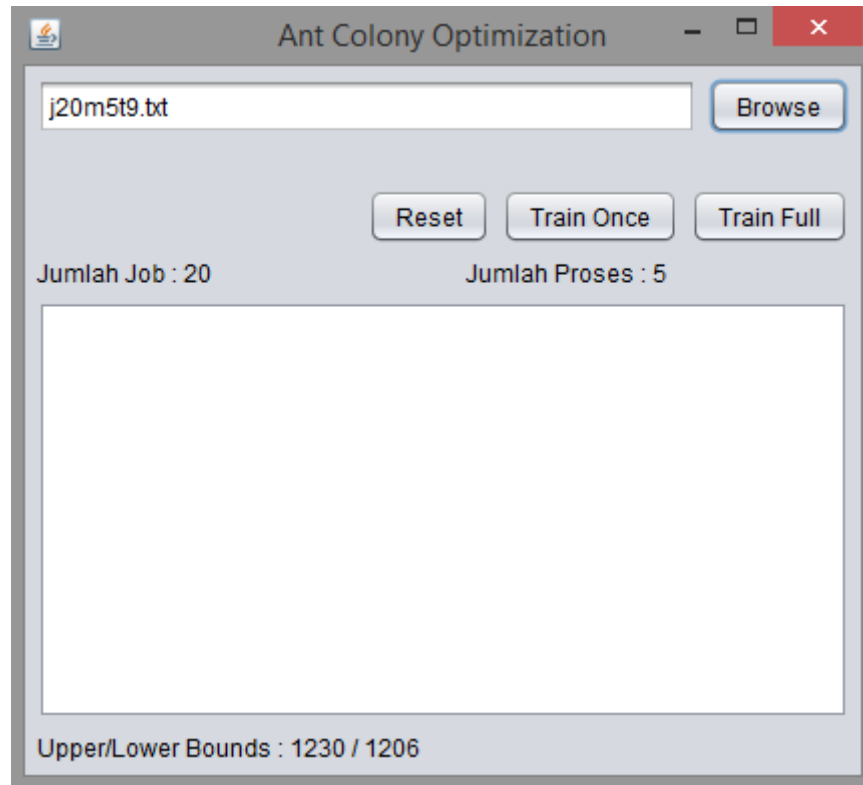 Ant Colony Optimization
j20m5t9.txt Browse
Reset Train Once Train Full
Jumlah Job : 20 Jumlah Proses : 5
Upper/Lower Bounds : 1230 / 1206